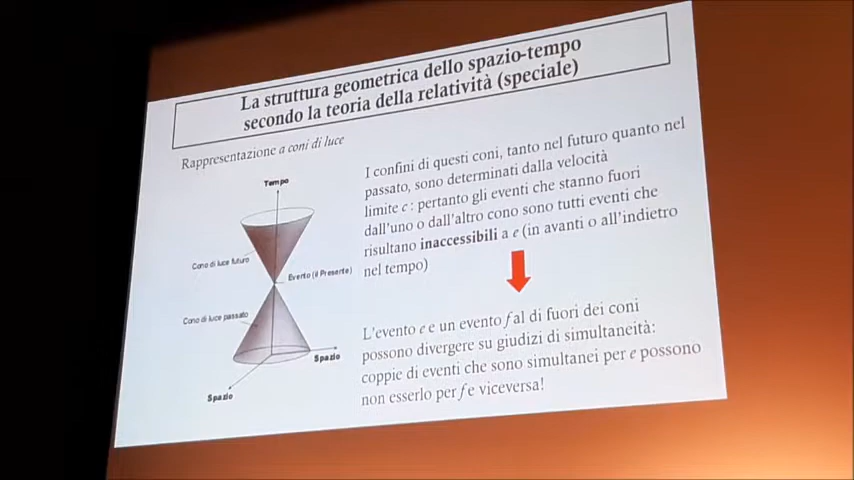 La struttura geometrica dello spazio-tempo
secondo la teoria della relatività (speciale)
Rappresentazione a coni di luce
Tempo
Cono di luce futuro
Evento (il Presente)
Cono di luce passato
Spazio
Spazio
I confini di questi coni, tanto nel futuro quanto nel
passato, sono determinati dalla velocità
limite c : pertanto gli eventi che stanno fuori
dall'uno o dall'altro cono sono tutti eventi che
risultano inaccessibili a e (in avanti o all'indietro
nel tempo)
L'evento e e un evento f al di fuori dei coni
possono divergere su giudizi di simultaneità:
coppie di eventi che sono simultanei per e possono
non esserlo per f e viceversa!